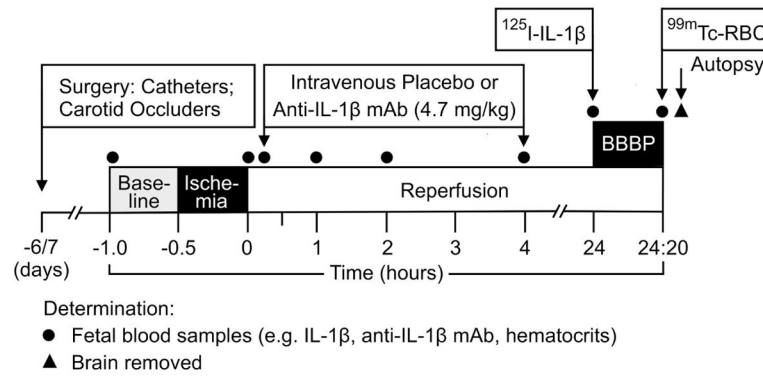 125I-IL-1β
99mTc-RBC
Autopsy
Surgery: Catheters;
Carotid Occluders
Intravenous Placebo or
Anti-IL-1β mAb (4.7 mg/kg)
BBBP
Base-
line
Ische-
mia
Reperfusion
-6/7
(days)
-1.0
-0.5
0
1
2
3
4
24
24:20
Time (hours)
Determination:
Fetal blood samples (e.g. IL-1β, anti-IL-1β mAb, hematocrits)
Brain removed